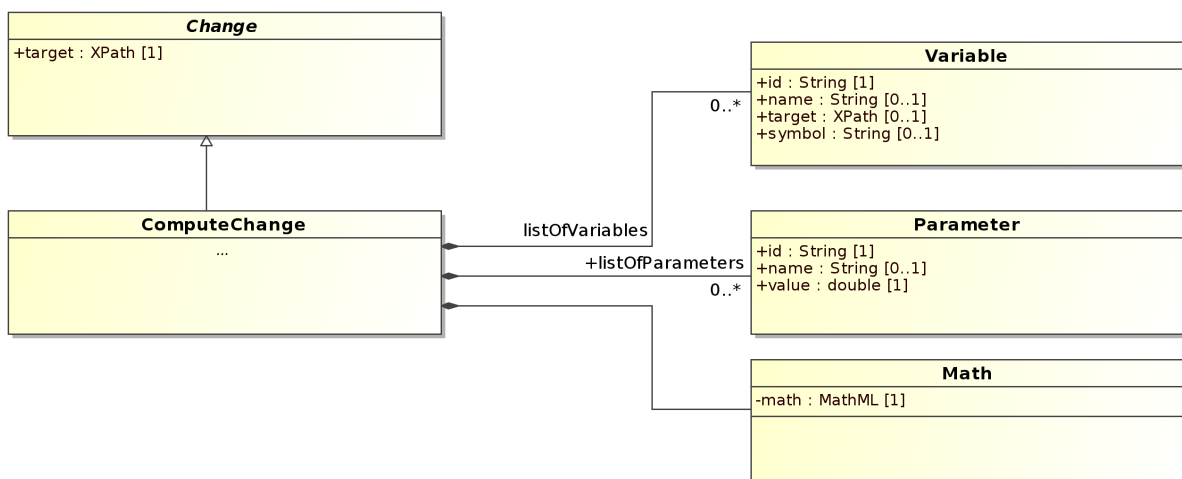 Change
+target : XPath [1]
Variable
+id : String [1]
+name : String [0..1]
+target : XPath [0..1]
+symbol : String [0..1]
0..*
ComputeChange
...
listOfVariables
+listOfParameters
0..*
Parameter
+id : String [1]
+name : String [0..1]
+value : double [1]
Math
-math : MathML [1]